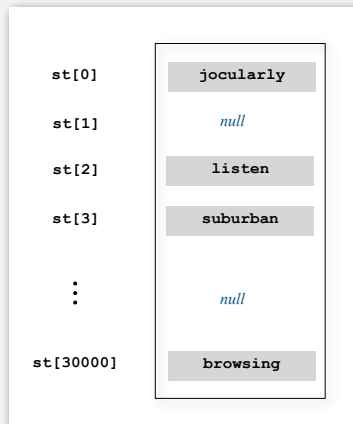 st[0] jocularly
st[1] null
st[2] listen
st[3] suburban
⋮ null
st[30000] browsing